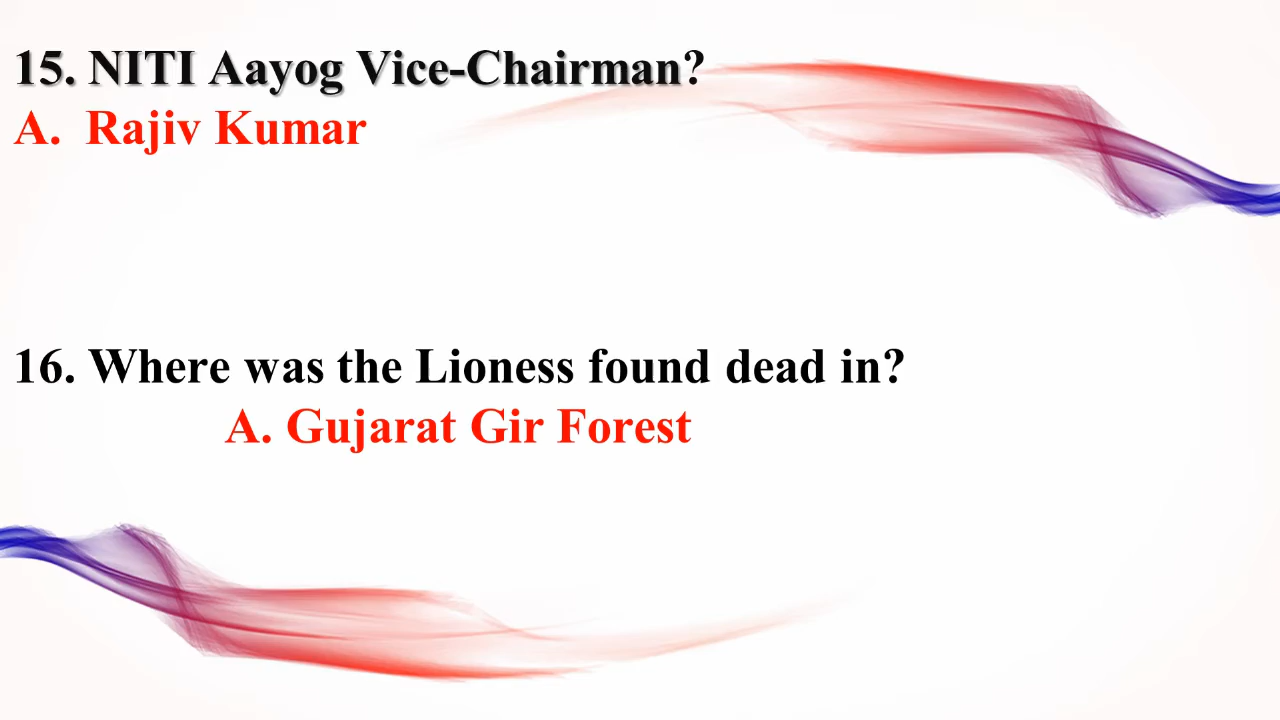 15. NITI Aayog Vice-Chairman?
A. Rajiv Kumar
16. Where was the Lioness found dead in?
A. Gujarat Gir Forest